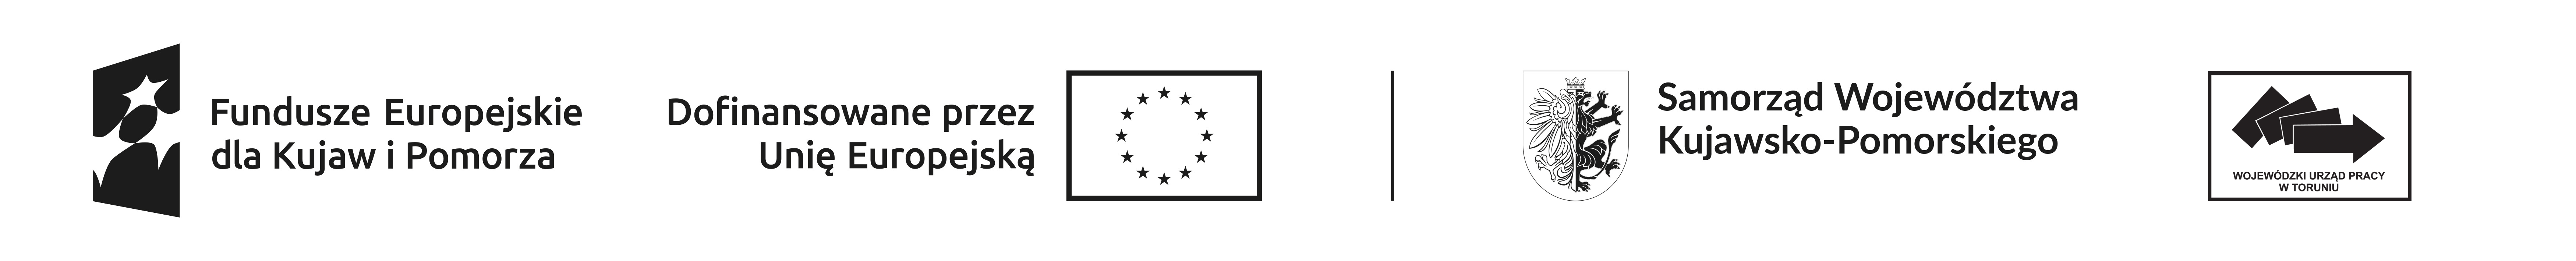 Fundusze Europejskie
dla Kujaw i Pomorza
Dofinansowane przez
Unię Europejską
Samorząd Województwa
Kujawsko-Pomorskiego
WOJEWÓDZKI URZĄD PRACY
W TORUNIU